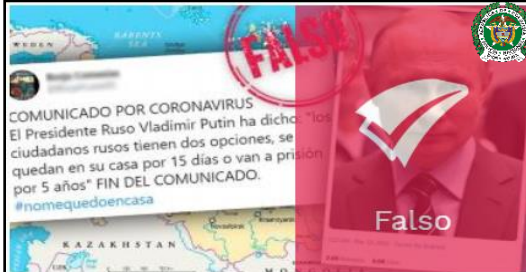 SWEDEN
BARENTS
SEA
FALSO
COMUNICADO POR CORONAVIRUS
El Presidente Ruso Vladimir Putin ha dicho: "los
ciudadanos rusos tienen dos opciones, se
quedan en su casa por 15 días o van a prisión
por 5 años" FIN DEL COMUNICADO.
#nomequedoencasa
Falso
KAZAKHSTAN